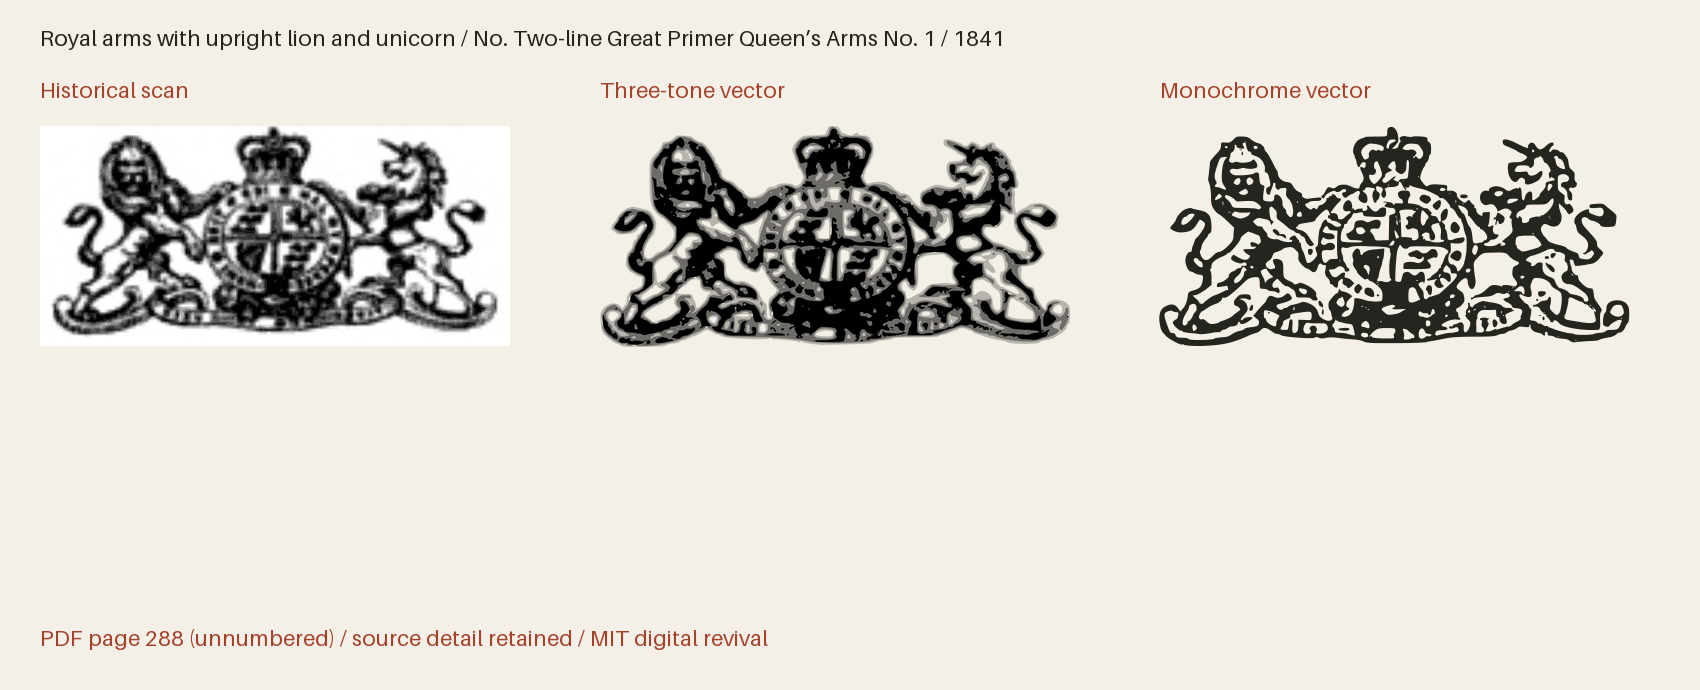 Royal arms with upright lion and unicorn / No. Two-line Great Primer Queen’s Arms No. 1 / 1841
Historical scan
Three-tone vector
Monochrome vector
PDF page 288 (unnumbered) / source detail retained / MIT digital revival